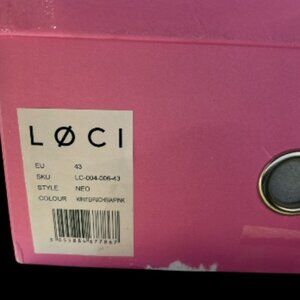 LØCI
EU 43
SKU LC-004-006-43
STYLE NEO
COLOUR